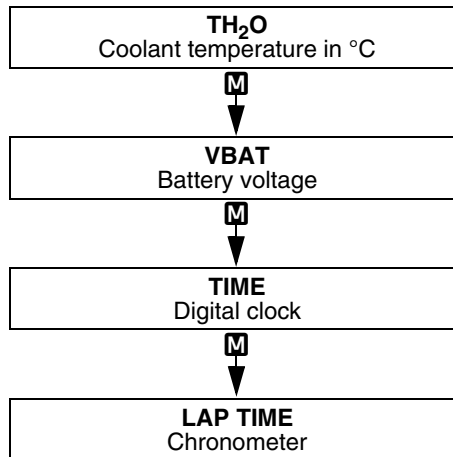 TH₂O
Coolant temperature in °C
M
VBAT
Battery voltage
M
TIME
Digital clock
M
LAP TIME
Chronometer